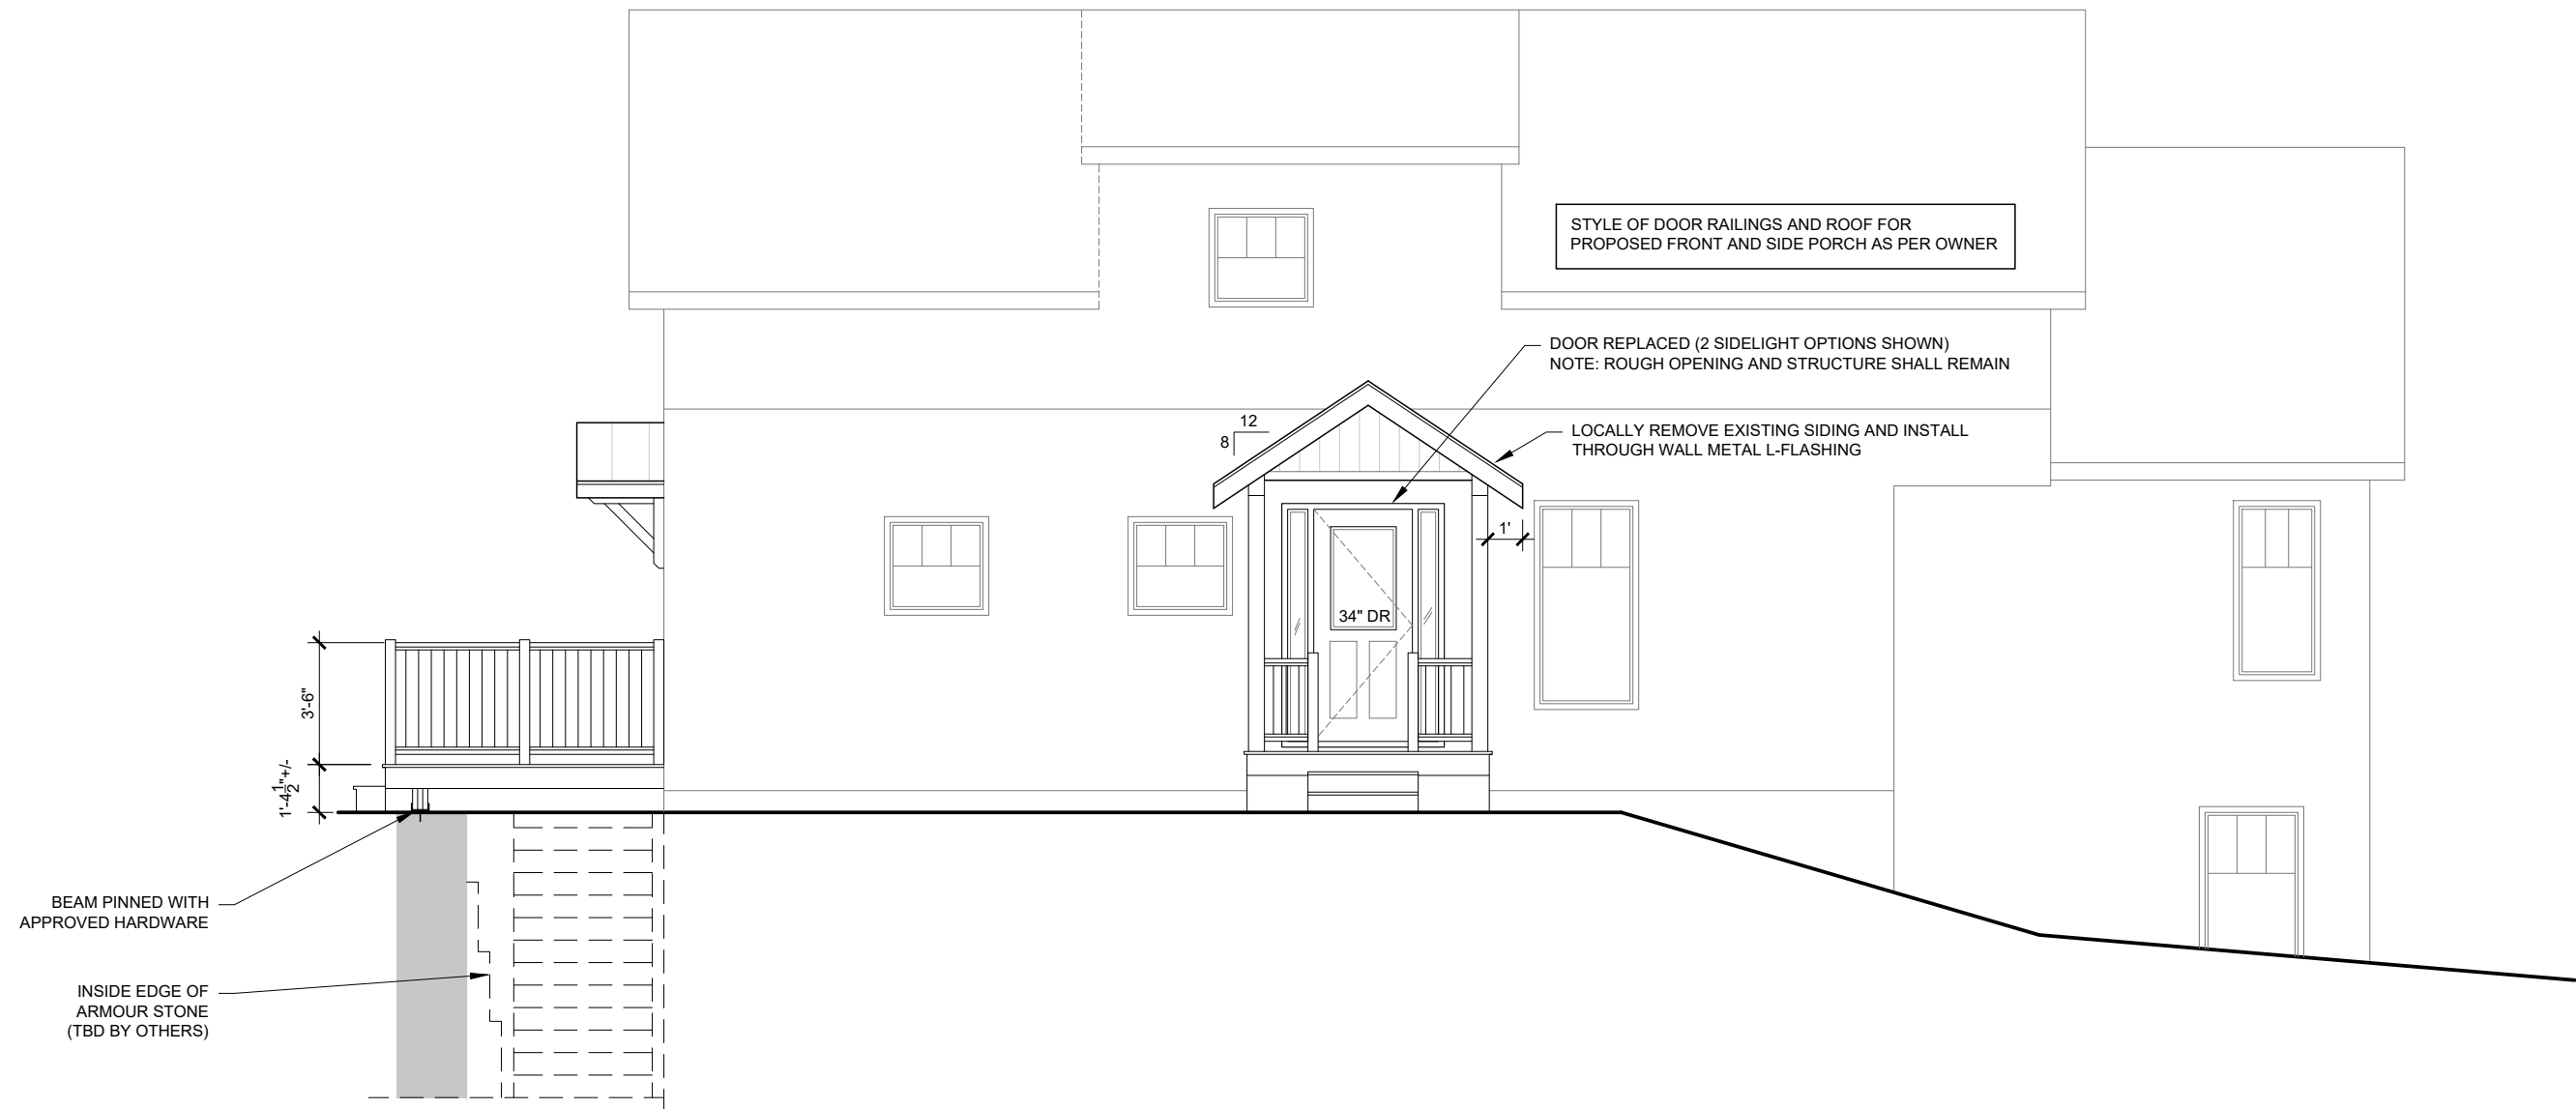 STYLE OF DOOR RAILINGS AND ROOF FOR
PROPOSED FRONT AND SIDE PORCH AS PER OWNER
DOOR REPLACED (2 SIDELIGHT OPTIONS SHOWN)
NOTE: ROUGH OPENING AND STRUCTURE SHALL REMAIN
12
8
LOCALLY REMOVE EXISTING SIDING AND INSTALL
THROUGH WALL METAL L-FLASHING
1'
34" DR
3'-6"
1'-4 1/2"+/-
BEAM PINNED WITH
APPROVED HARDWARE
INSIDE EDGE OF
ARMOUR STONE
(TBD BY OTHERS)